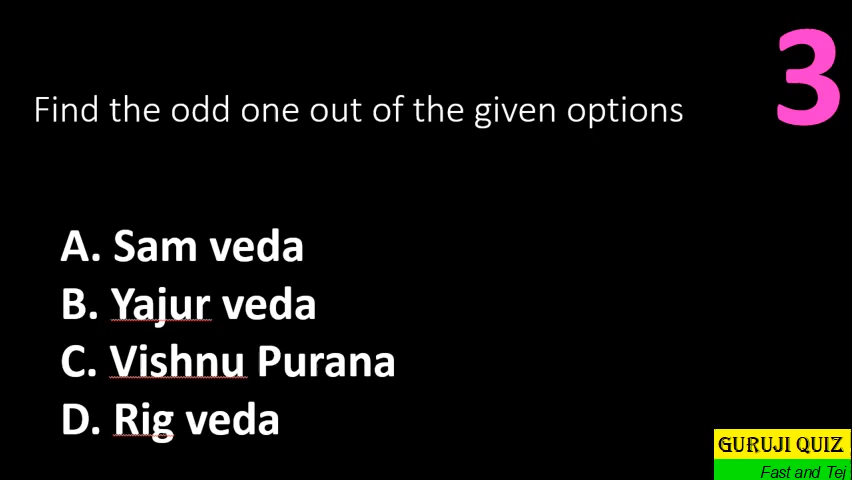 3
Find the odd one out of the given options
A. Sam veda
B. Yajur veda
C. Vishnu Purana
D. Rig veda
GURUJI QUIZ
Fast and Tej